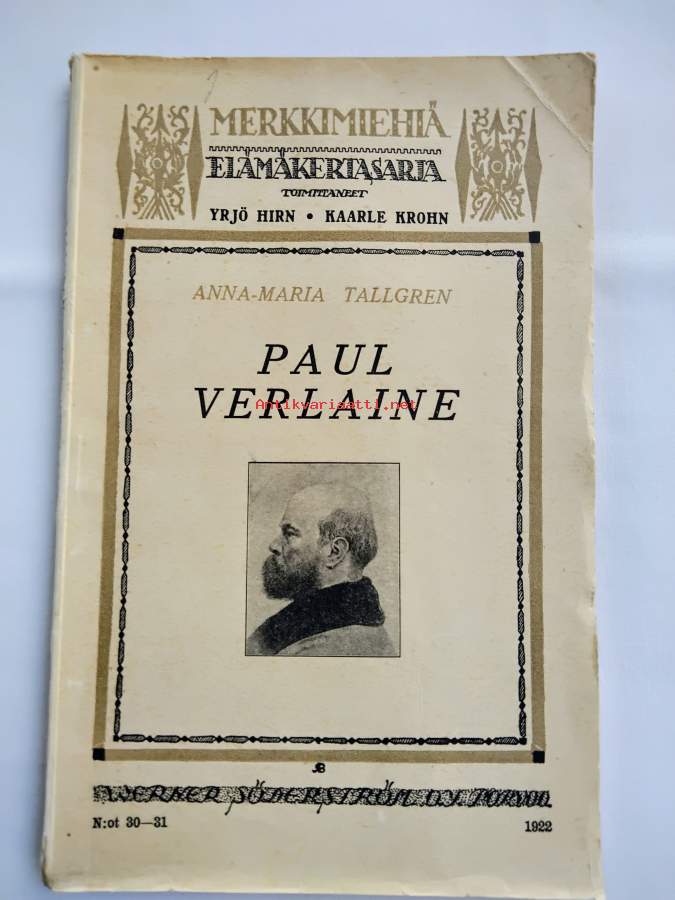 MERKKIMIEHIÄ
ELÄMÄKERTASARJA
TOIMITTANEET
YRJÖ HIRN • KAARLE KROHN
ANNA-MARIA TALLGREN
PAUL
VERLAINE
Antikvariaatti.net
JB
WERNER SÖDERSTRÖM O.Y. PORVOO
N:ot 30—31
1922